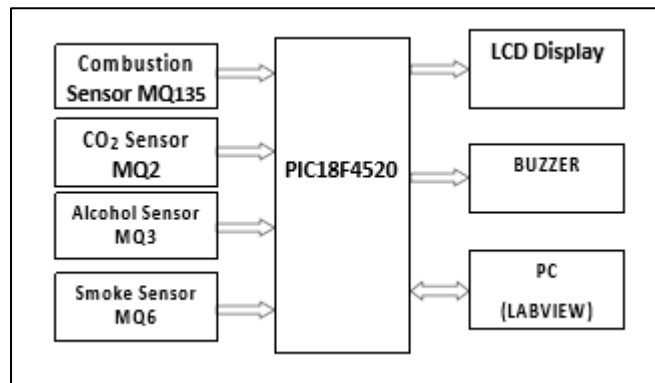 Combustion
Sensor MQ135
CO₂ Sensor
MQ2
Alcohol Sensor
MQ3
Smoke Sensor
MQ6
PIC18F4520
LCD Display
BUZZER
PC
(LABVIEW)